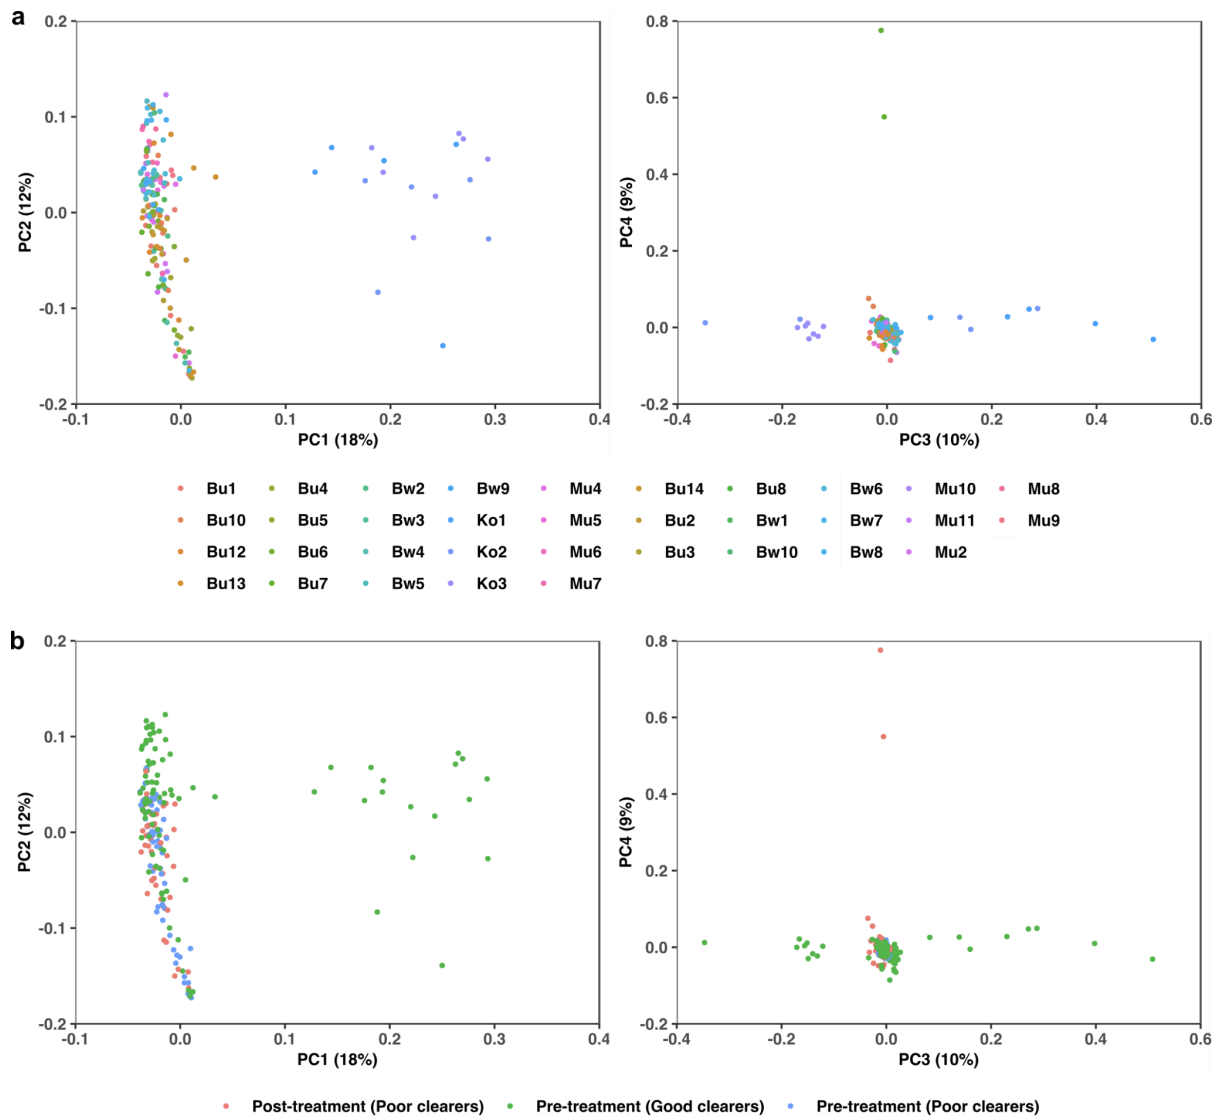 a
0.2
0.1
0.0
-0.1
-0.2
PC2 (12%)
-0.1 0.0 0.1 0.2 0.3 0.4
PC1 (18%)
0.8
0.6
0.4
0.2
0.0
-0.2
PC4 (9%)
-0.4 -0.2 0.0 0.2 0.4 0.6
PC3 (10%)
Bu1 Bu4 Bw2 Bw9 Mu4 Bu14 Bu8 Bw6 Mu10 Mu8
Bu10 Bu5 Bw3 Ko1 Mu5 Bu2 Bw1 Bw7 Mu11 Mu9
Bu12 Bu6 Bw4 Ko2 Mu6 Bu3 Bw10 Bw8 Mu2
Bu13 Bu7 Bw5 Ko3 Mu7
b
0.2
0.1
0.0
-0.1
-0.2
PC2 (12%)
-0.1 0.0 0.1 0.2 0.3 0.4
PC1 (18%)
0.8
0.6
0.4
0.2
0.0
-0.2
PC4 (9%)
-0.4 -0.2 0.0 0.2 0.4 0.6
PC3 (10%)
Post-treatment (Poor clearers) Pre-treatment (Good clearers) Pre-treatment (Poor clearers)